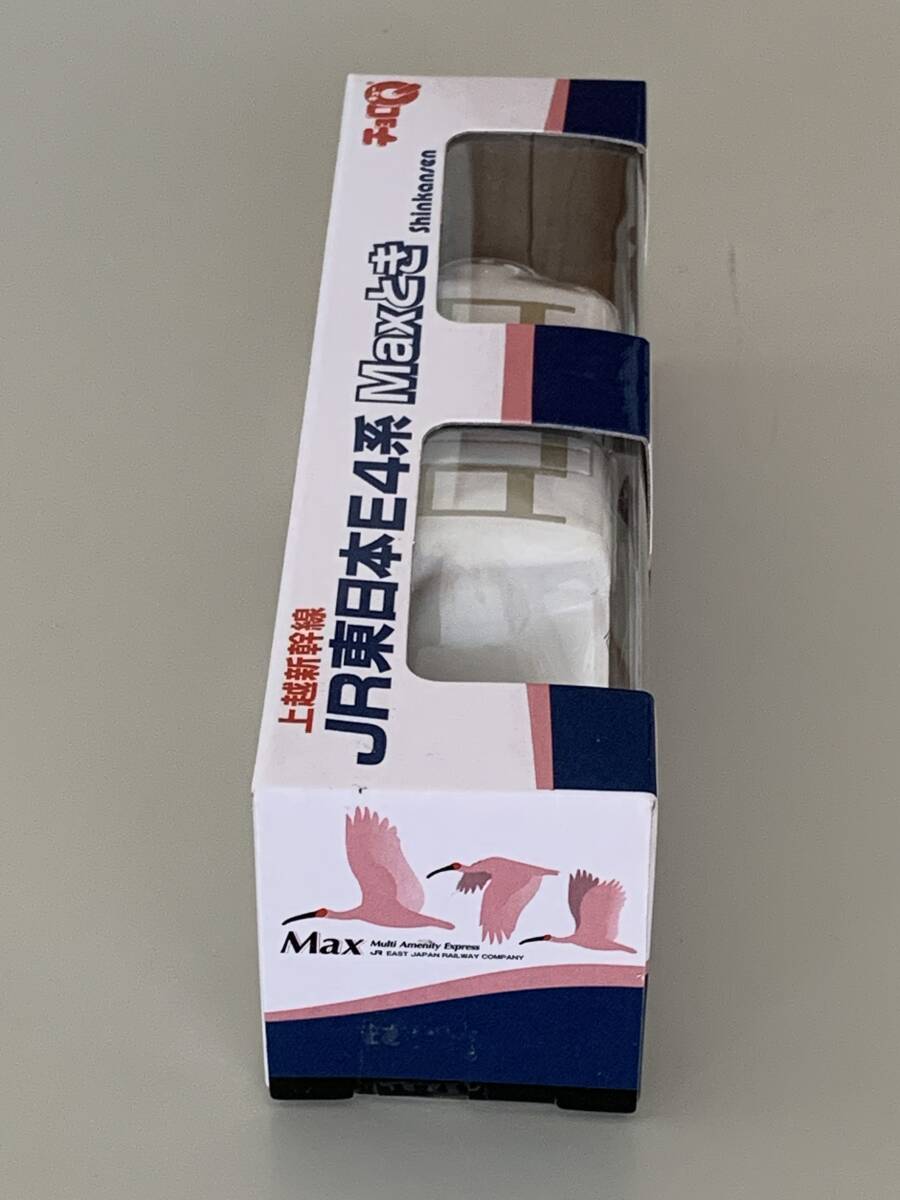 チョロQ
上越新幹線
JR東日本E4系 Maxとき
Shinkansen
Max
Multi Amenity Express
JR EAST JAPAN RAILWAY COMPANY